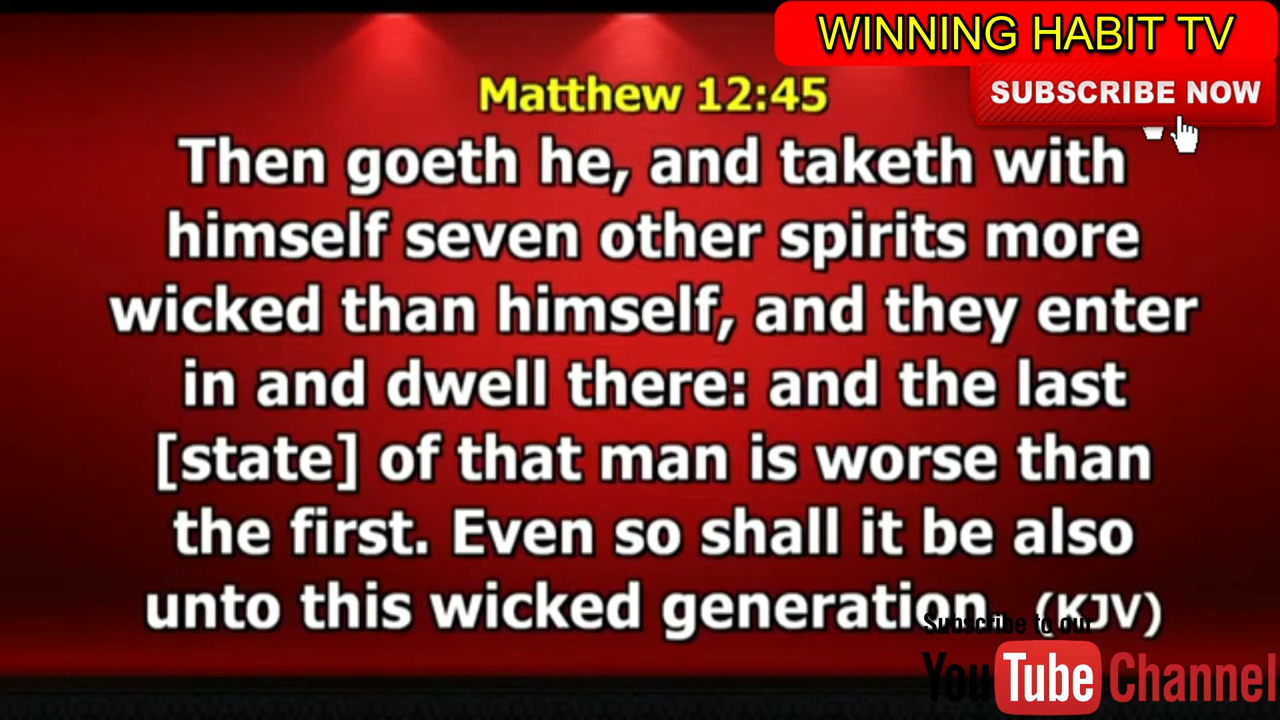 WINNING HABIT TV
SUBSCRIBE NOW
Matthew 12:45
Then goeth he, and taketh with
himself seven other spirits more
wicked than himself, and they enter
in and dwell there: and the last
[state] of that man is worse than
the first. Even so shall it be also
unto this wicked generation. (KJV)
Subscribe to our
YouTube Channel